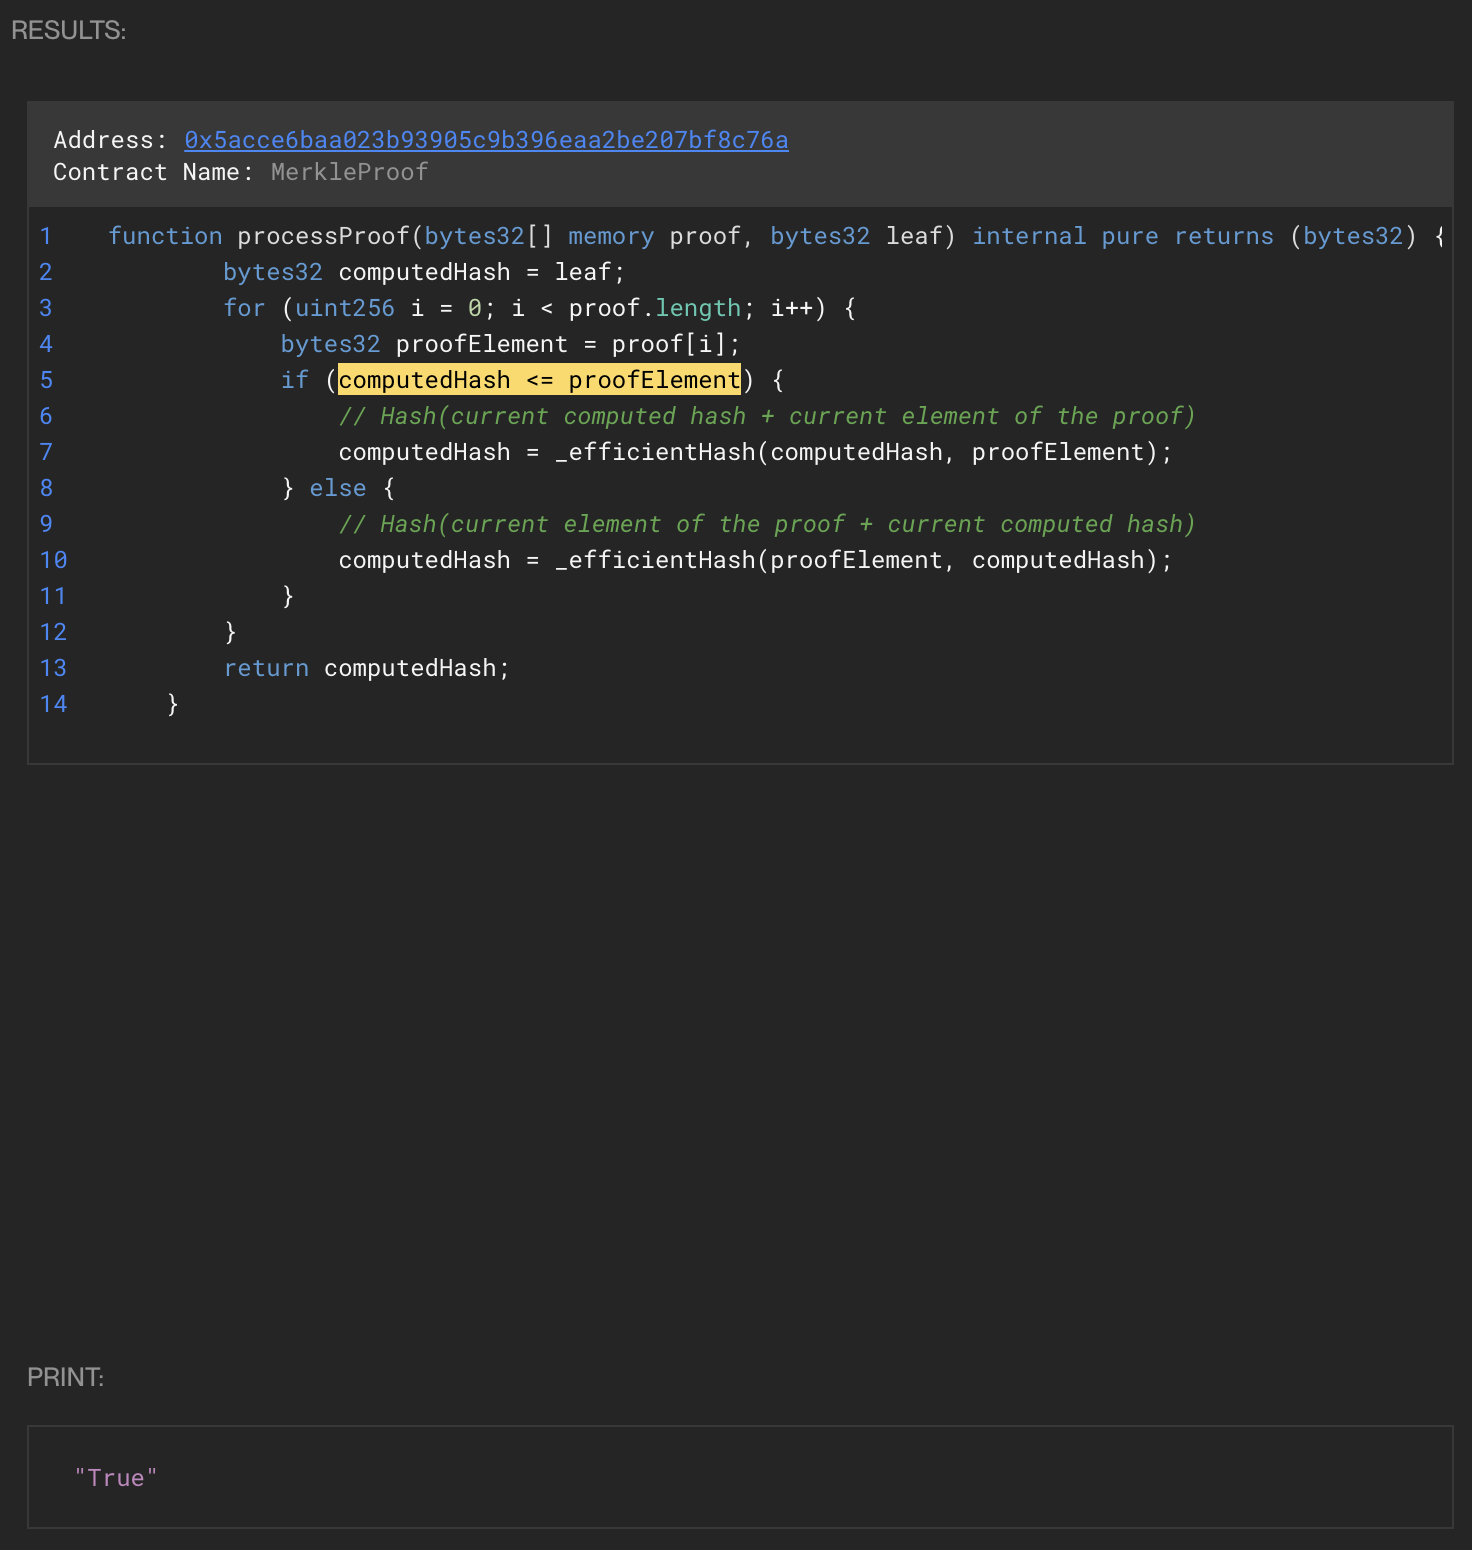 RESULTS:
Address: 0x5acce6baa023b93905c9b396eaa2be207bf8c76a
Contract Name: MerkleProof
1 function processProof(bytes32[] memory proof, bytes32 leaf) internal pure returns (bytes32) {
2 bytes32 computedHash = leaf;
3 for (uint256 i = 0; i < proof.length; i++) {
4 bytes32 proofElement = proof[i];
5 if (computedHash <= proofElement) {
6 // Hash(current computed hash + current element of the proof)
7 computedHash = _efficientHash(computedHash, proofElement);
8 } else {
9 // Hash(current element of the proof + current computed hash)
10 computedHash = _efficientHash(proofElement, computedHash);
11 }
12 }
13 return computedHash;
14 }
PRINT:
"True"